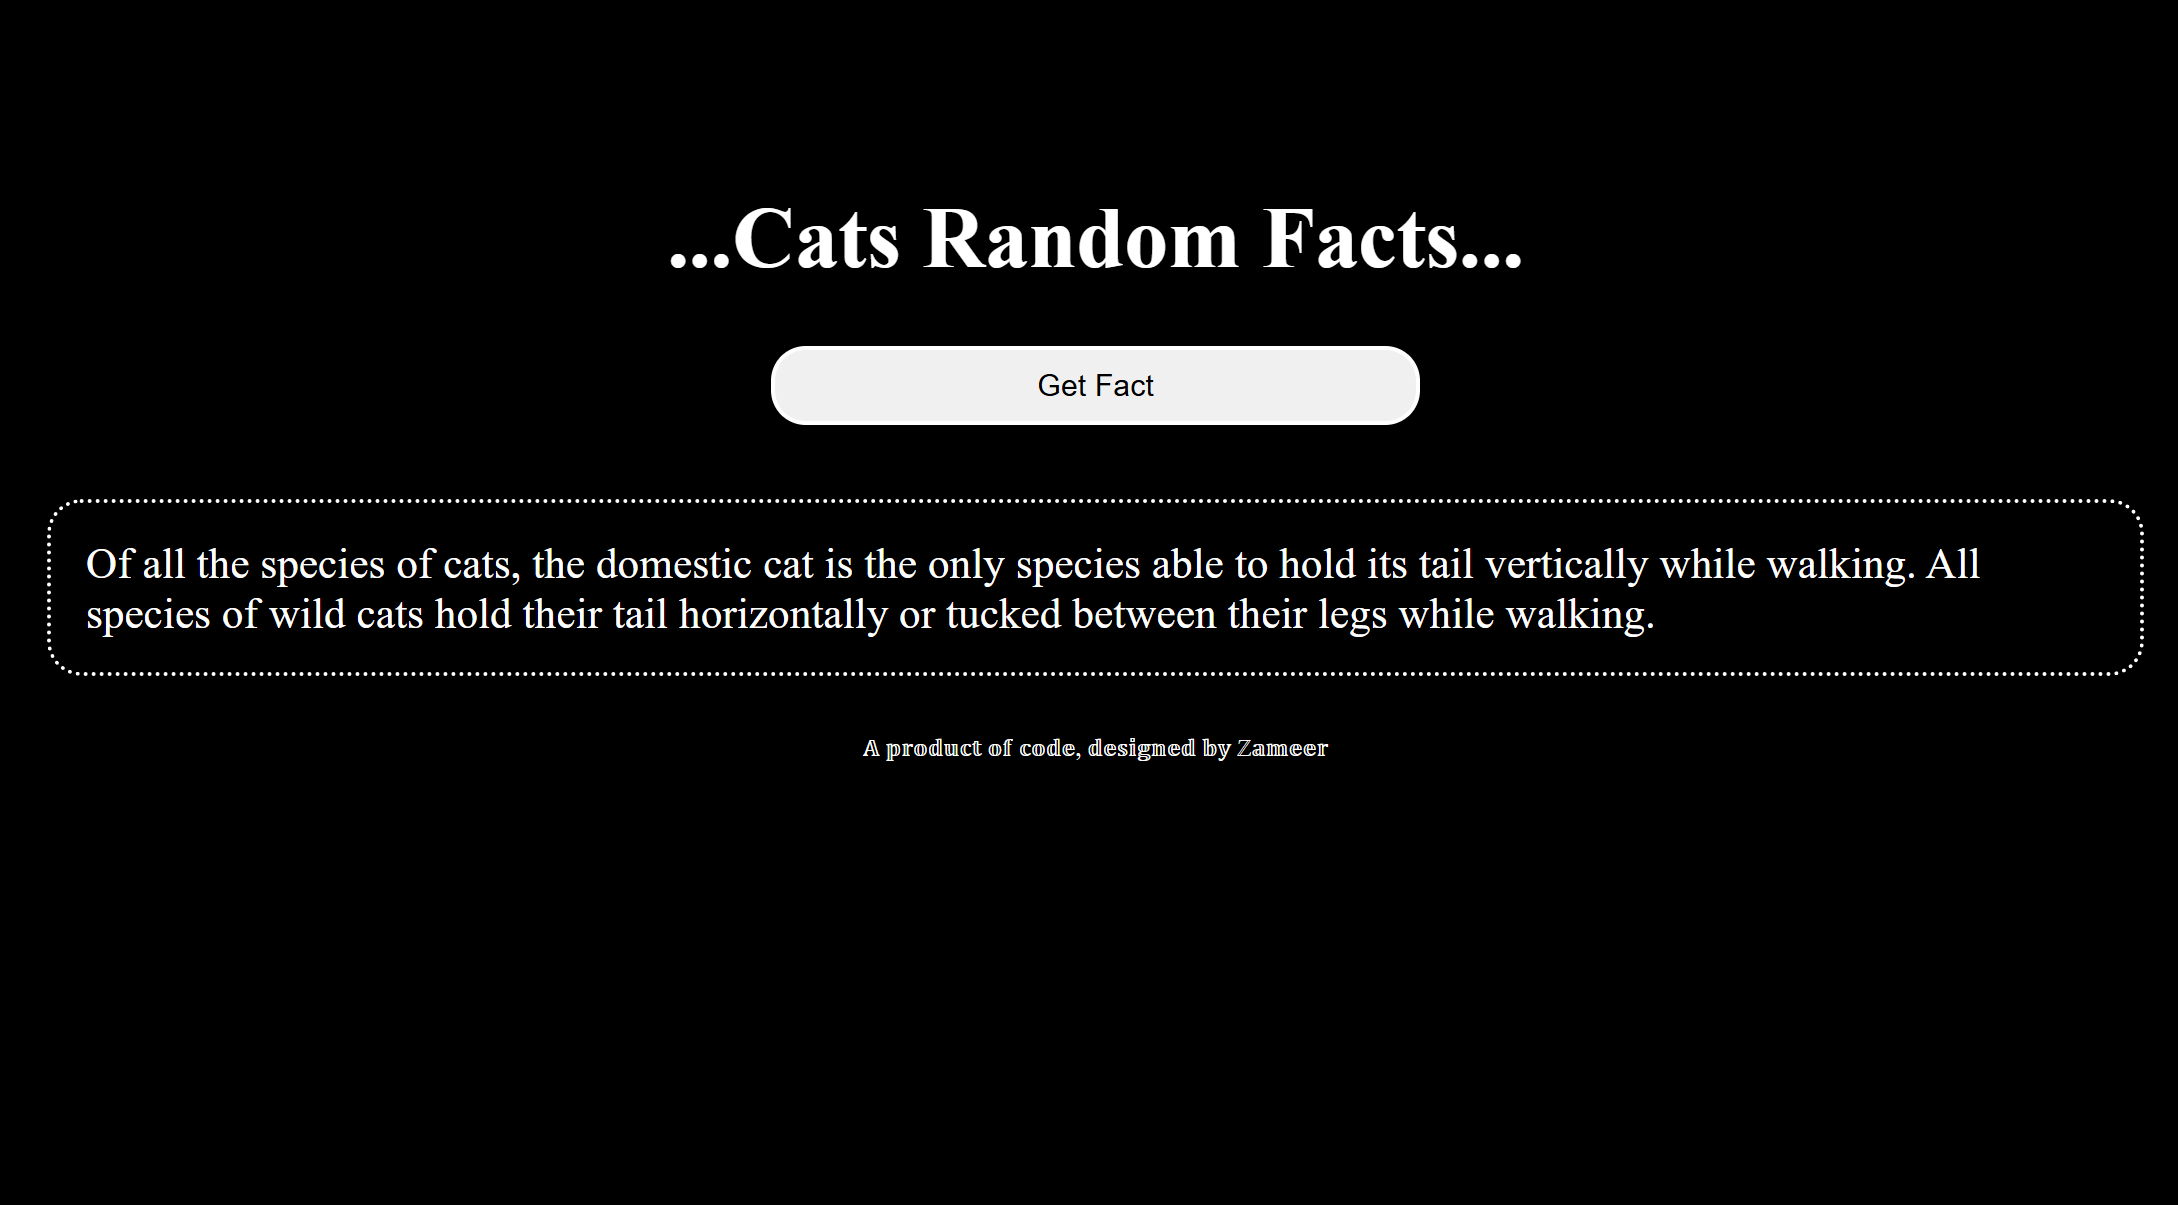 ...Cats Random Facts...
Get Fact
Of all the species of cats, the domestic cat is the only species able to hold its tail vertically while walking. All
species of wild cats hold their tail horizontally or tucked between their legs while walking.
A product of code, designed by Zameer